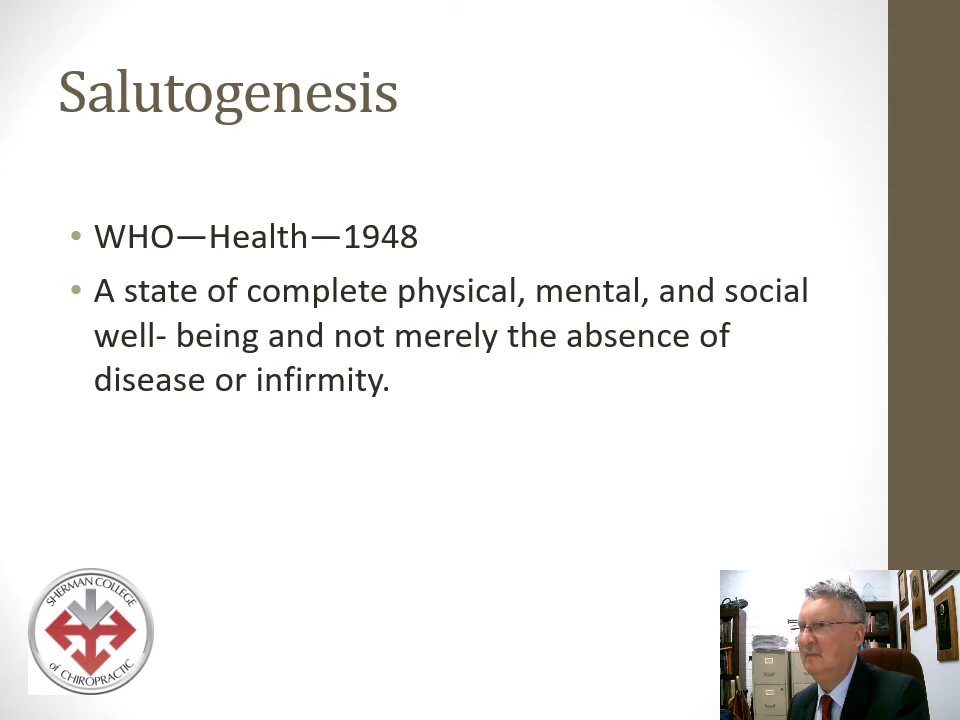 Salutogenesis
• WHO—Health—1948
• A state of complete physical, mental, and social
well- being and not merely the absence of
disease or infirmity.
SHERMAN COLLEGE
of CHIROPRACTIC